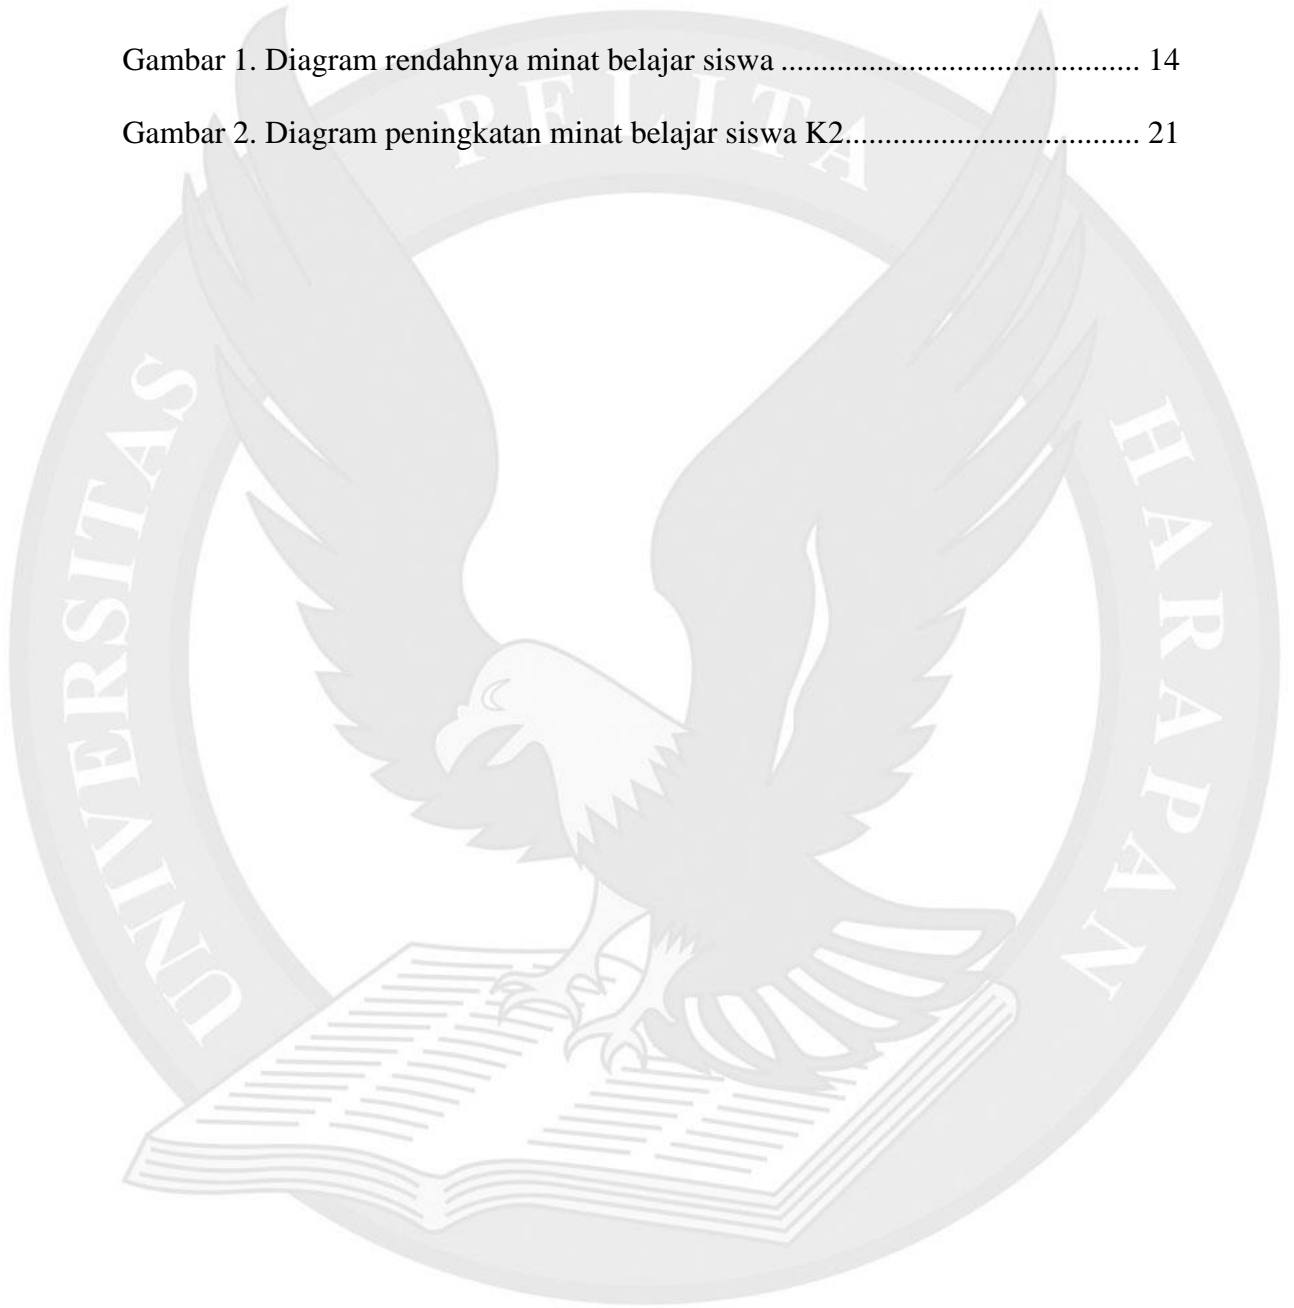 Gambar 1. Diagram rendahnya minat belajar siswa ............................................. 14
Gambar 2. Diagram peningkatan minat belajar siswa K2..................................... 21
UNIVERSITAS PELITA HARAPAN